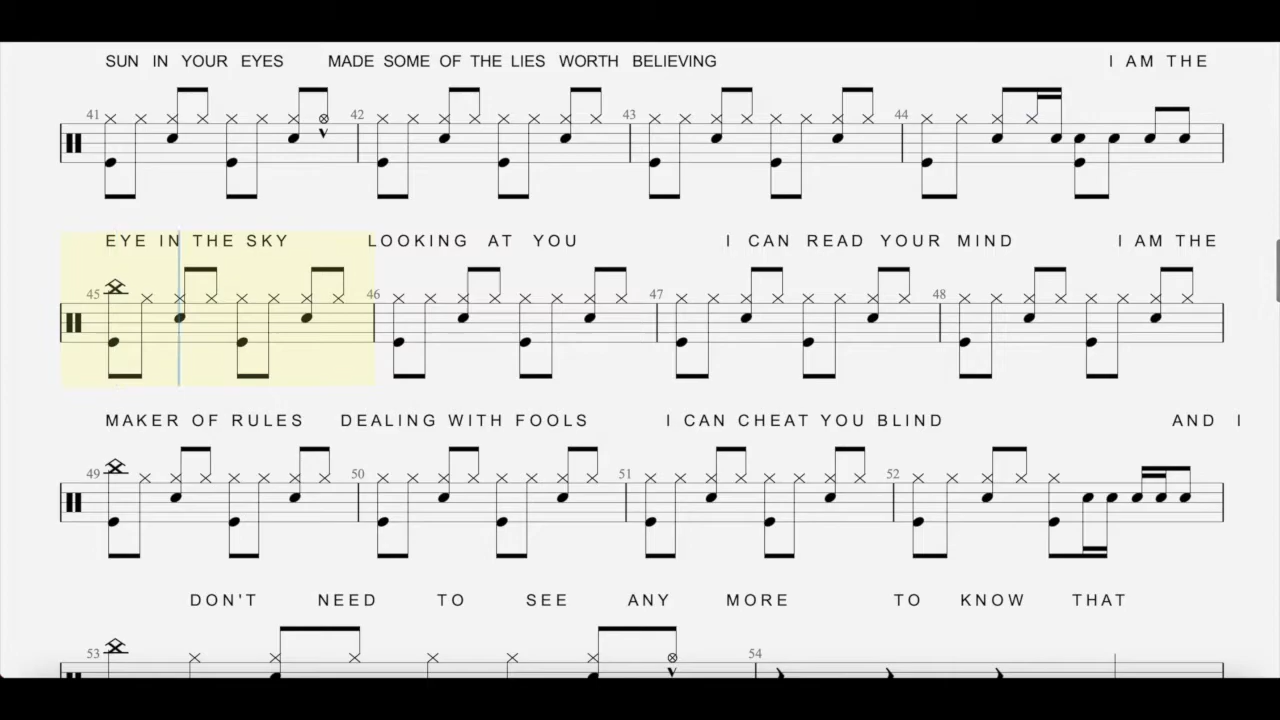 SUN IN YOUR EYES MADE SOME OF THE LIES WORTH BELIEVING I AM THE
41 42 43 44
EYE IN THE SKY LOOKING AT YOU I CAN READ YOUR MIND I AM THE
45 46 47 48
MAKER OF RULES DEALING WITH FOOLS I CAN CHEAT YOU BLIND AND I
49 50 51 52
DON'T NEED TO SEE ANY MORE TO KNOW THAT
53 54